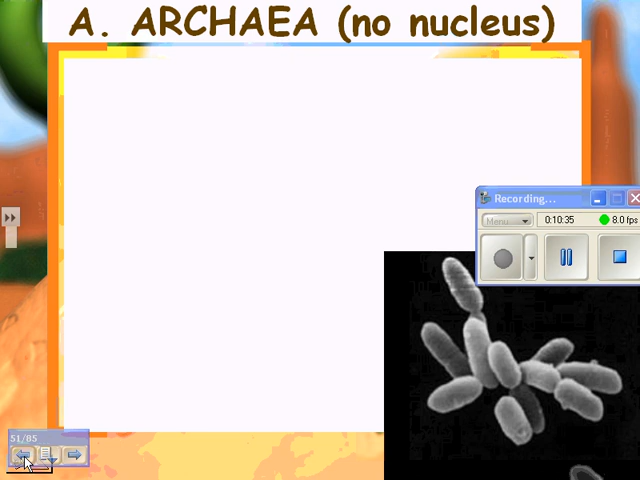 A. ARCHAEA (no nucleus)
Recording...
Menu
0:10:35
8.0 fps
51/85